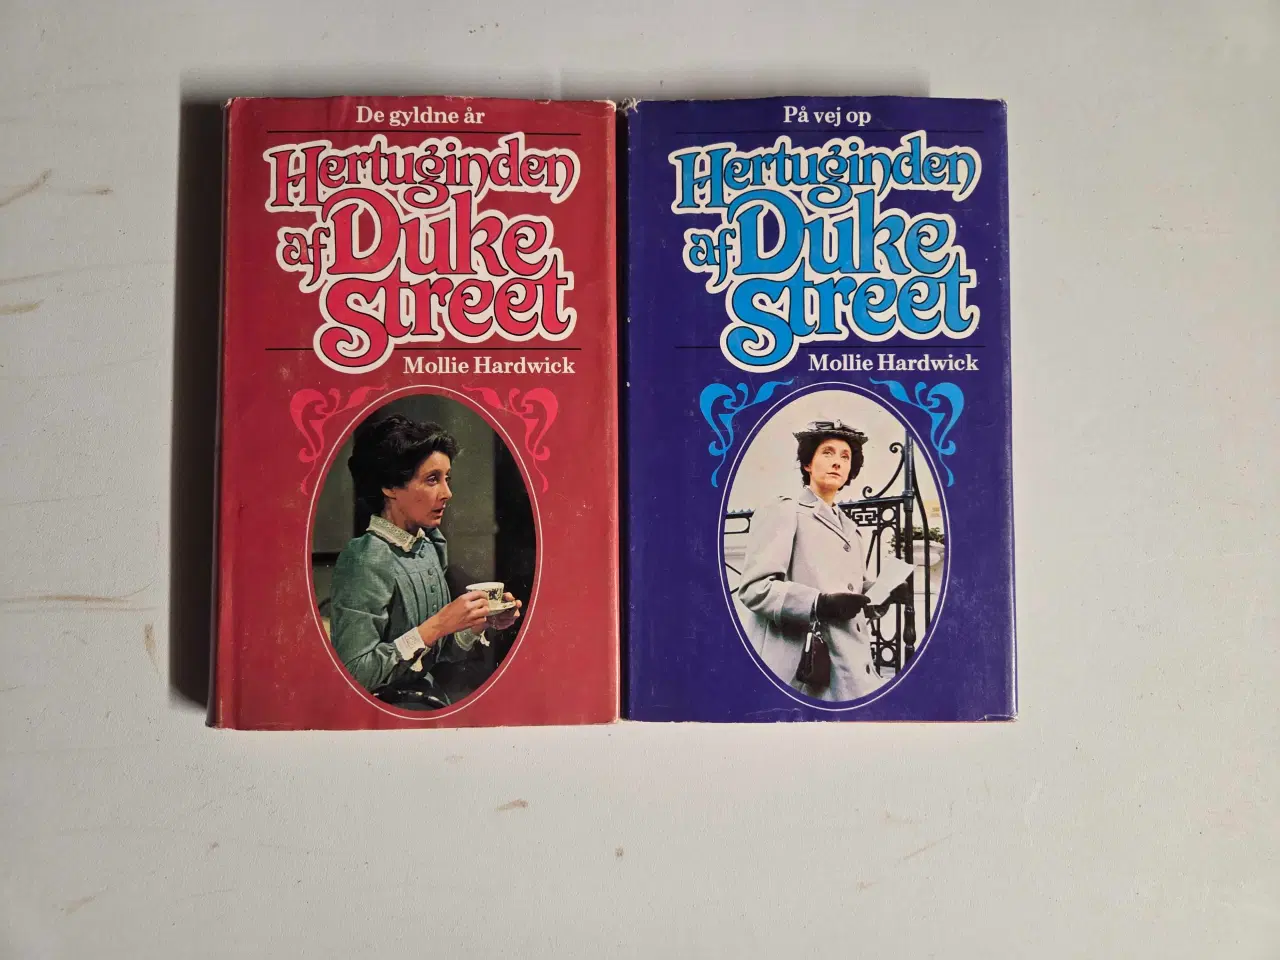 De gyldne år
Hertuginden
af Duke
Street
Mollie Hardwick
På vej op
Hertuginden
af Duke
Street
Mollie Hardwick